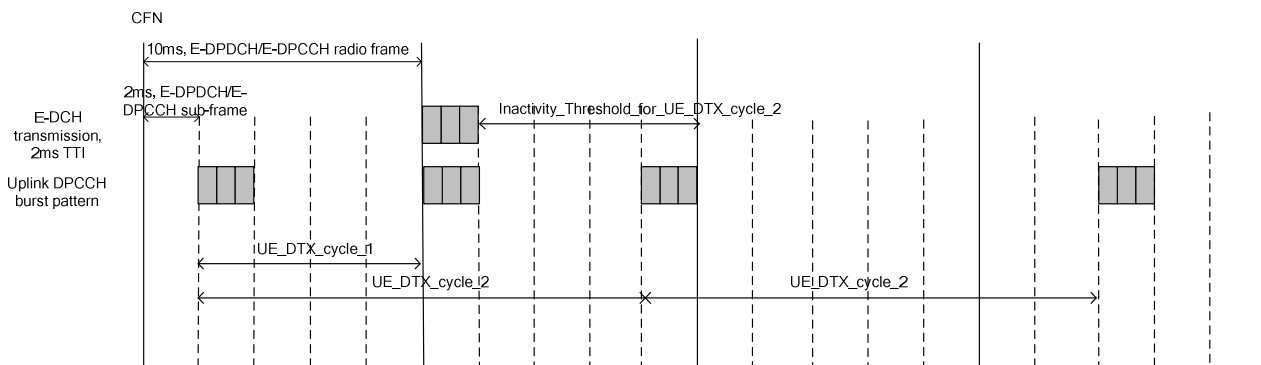 CFN
10ms, E-DPDCH/E-DPCCH radio frame
2ms, E-DPDCH/E-
DPCCH sub-frame
Inactivity_Threshold_for_UE_DTX_cycle_2
E-DCH
transmission,
2ms TTI
Uplink DPCCH
burst pattern
UE_DTX_cycle_1
UE_DTX_cycle_2
UE_DTX_cycle_2